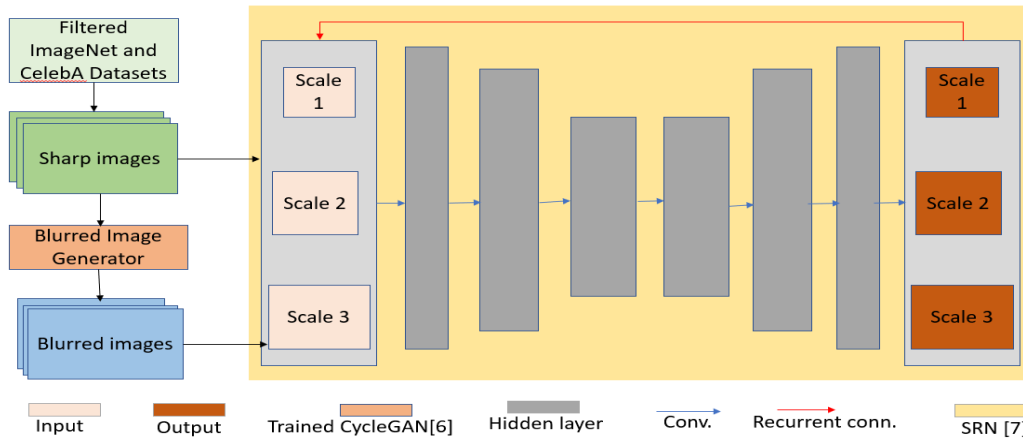 Filtered
ImageNet and
CelebA Datasets
Sharp images
Blurred Image
Generator
Blurred images
Scale
1
Scale 2
Scale 3
Scale
1
Scale 2
Scale 3
Input
Output
Trained CycleGAN[6]
Hidden layer
Conv.
Recurrent conn.
SRN [7]